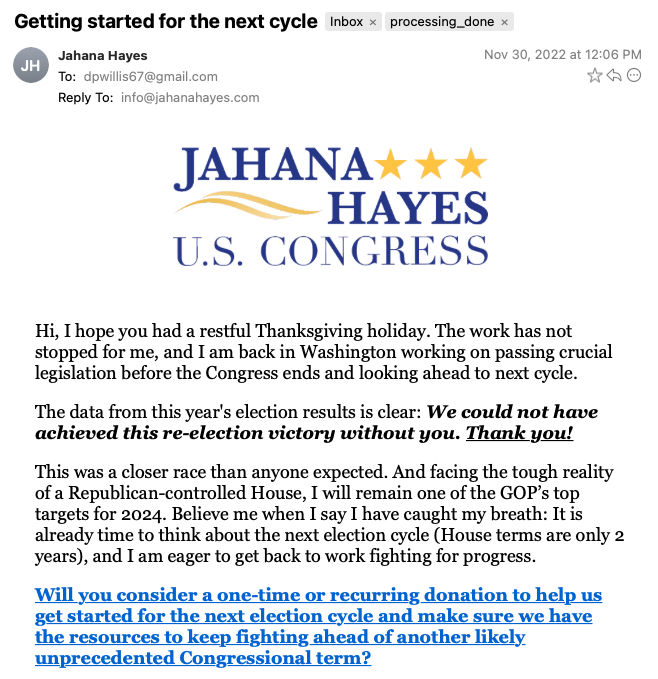 Getting started for the next cycle Inbox × processing_done ×
JH
Jahana Hayes
Nov 30, 2022 at 12:06 PM
To: dpwillis67@gmail.com
Reply To: info@jahanahayes.com
JAHANA
HAYES
U.S. CONGRESS
Hi, I hope you had a restful Thanksgiving holiday. The work has not
stopped for me, and I am back in Washington working on passing crucial
legislation before the Congress ends and looking ahead to next cycle.
The data from this year's election results is clear: We could not have
achieved this re-election victory without you. Thank you!
This was a closer race than anyone expected. And facing the tough reality
of a Republican-controlled House, I will remain one of the GOP’s top
targets for 2024. Believe me when I say I have caught my breath: It is
already time to think about the next election cycle (House terms are only 2
years), and I am eager to get back to work fighting for progress.
Will you consider a one-time or recurring donation to help us
get started for the next election cycle and make sure we have
the resources to keep fighting ahead of another likely
unprecedented Congressional term?